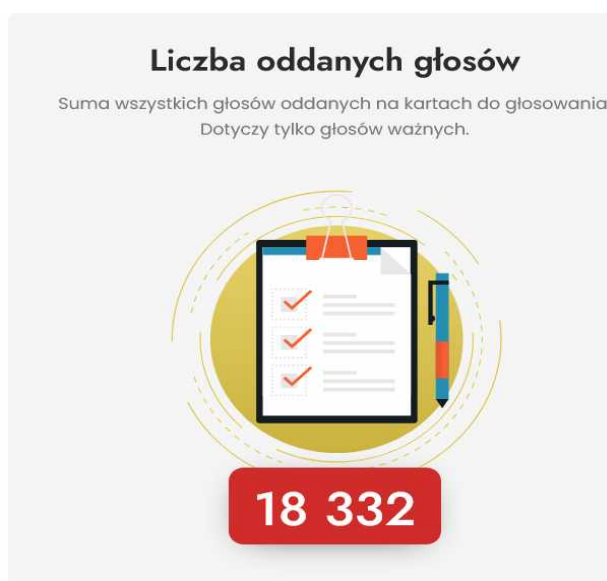 Liczba oddanych głosów
Suma wszystkich głosów oddanych na kartach do głosowania
Dotyczy tylko głosów ważnych.
18 332